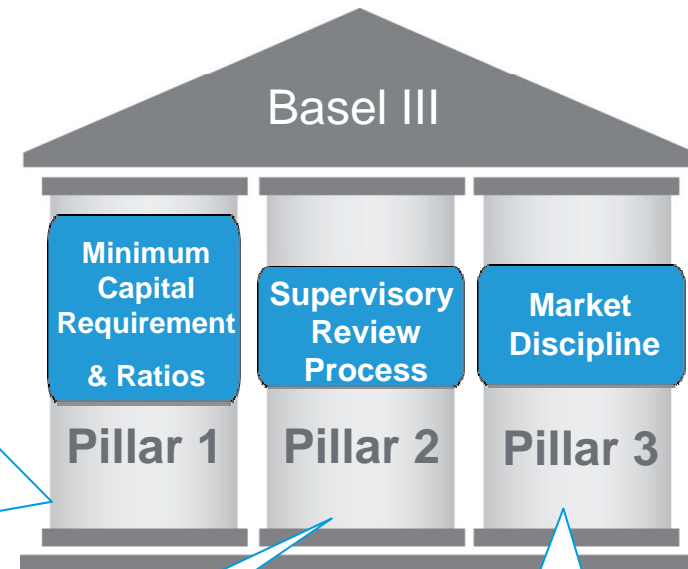 Basel III
Minimum
Capital
Requirement
& Ratios
Supervisory
Review
Process
Market
Discipline
Pillar 1
Pillar 2
Pillar 3